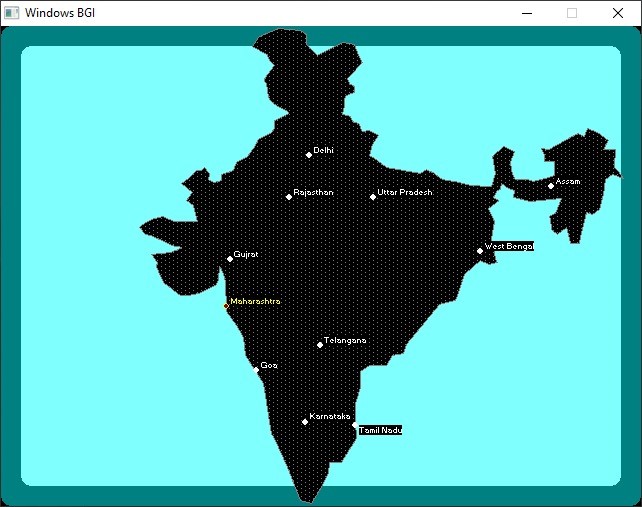 Windows BGI
Delhi
Assam
Rajasthan
Uttar Pradesh
West Bengal
Gujrat
Maharashtra
Telangana
Goa
Karnataka
Tamil Nadu